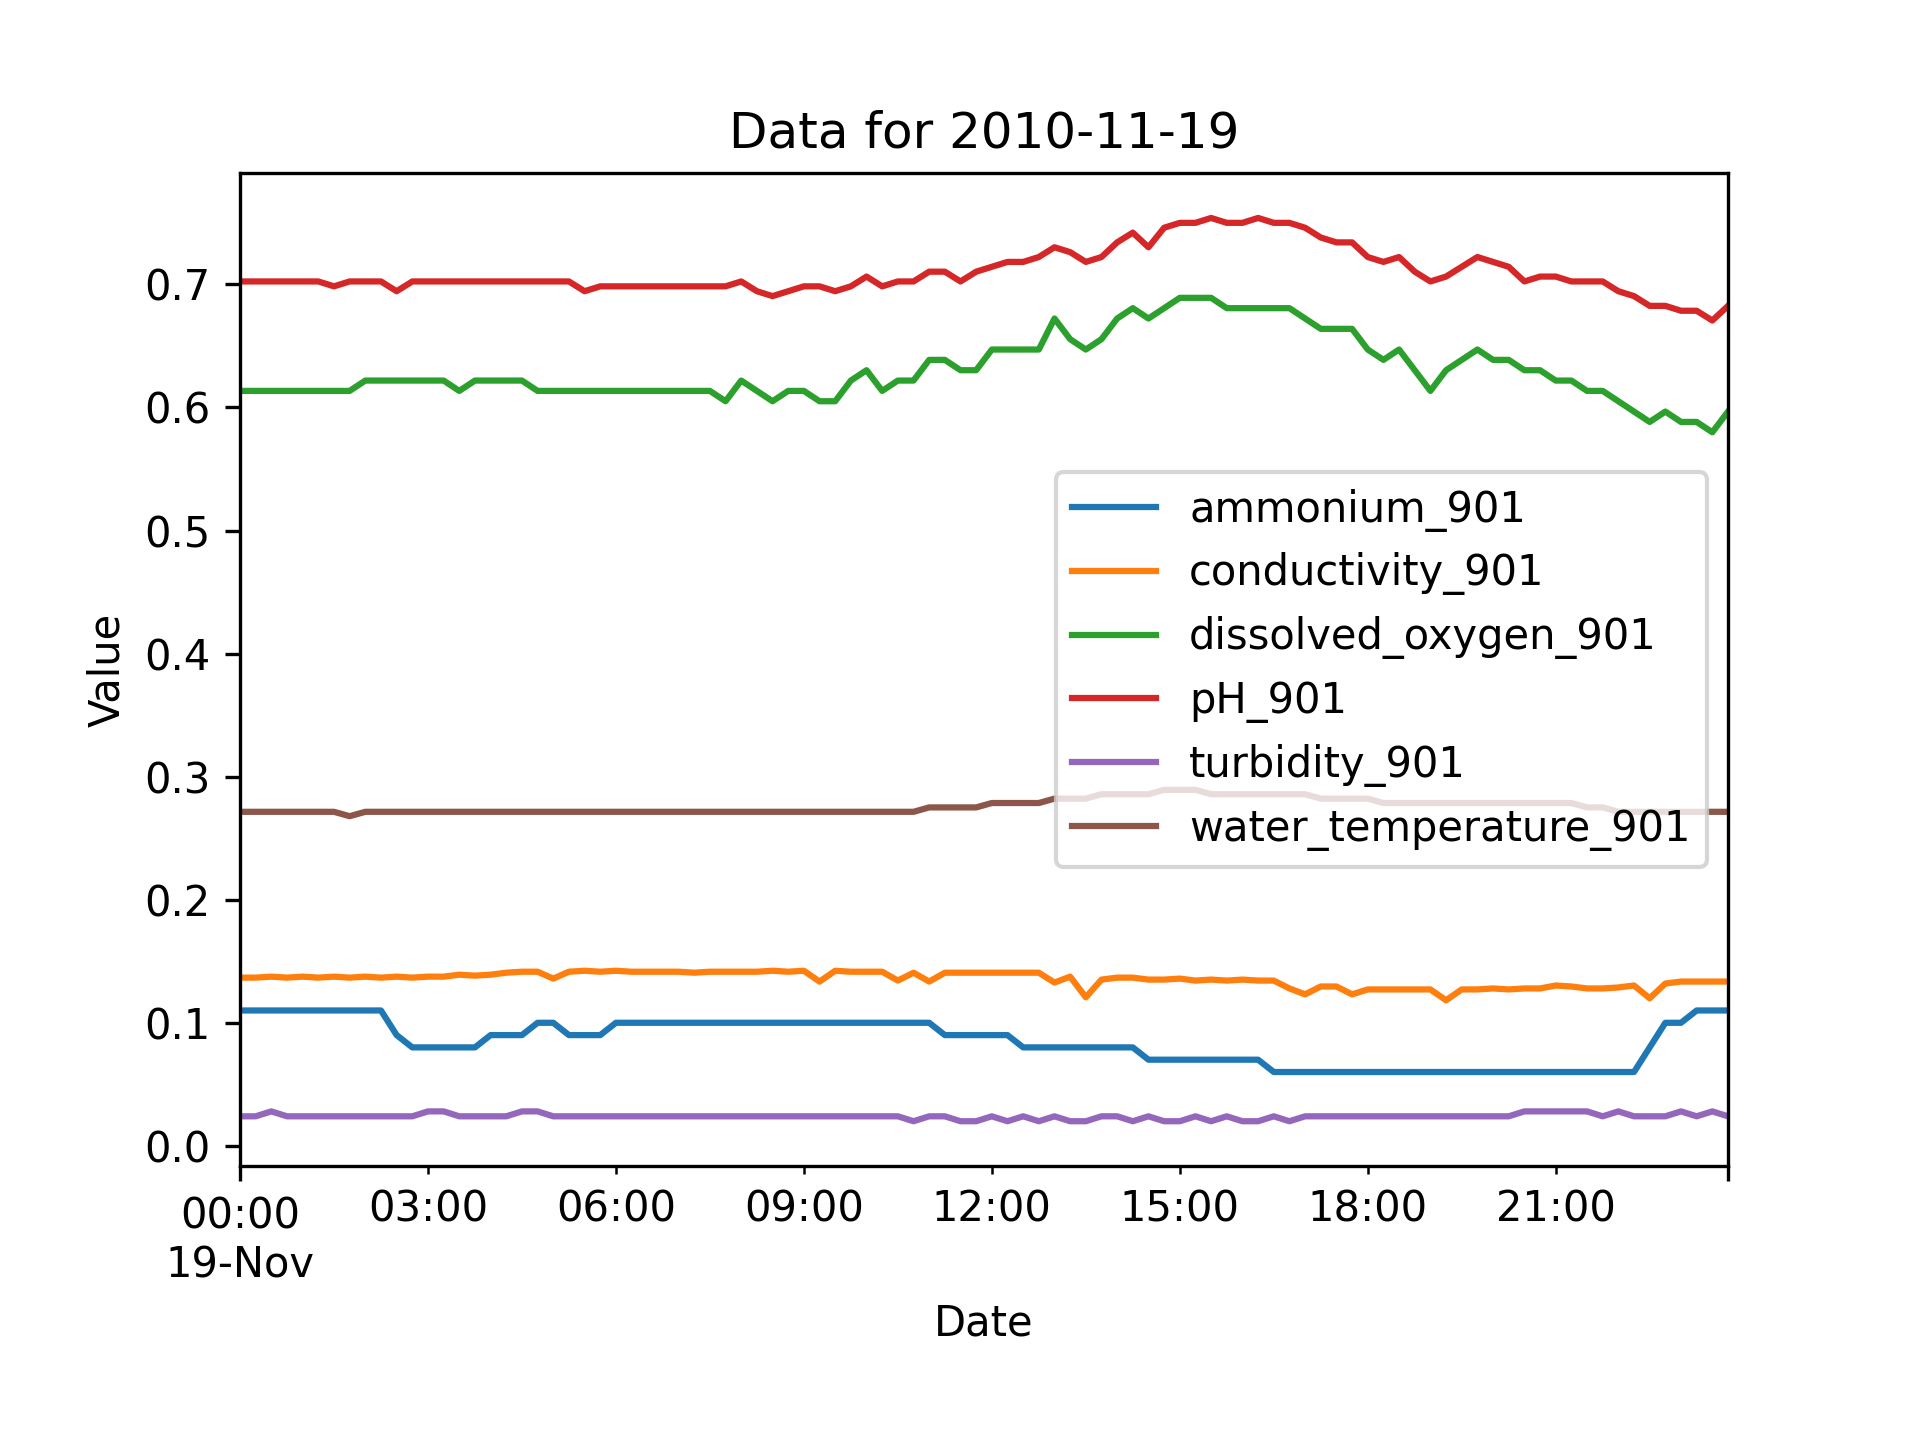 Data for 2010-11-19
Value
0.7
0.6
0.5
0.4
0.3
0.2
0.1
0.0
ammonium_901
conductivity_901
dissolved_oxygen_901
pH_901
turbidity_901
water_temperature_901
00:00 03:00 06:00 09:00 12:00 15:00 18:00 21:00
19-Nov
Date